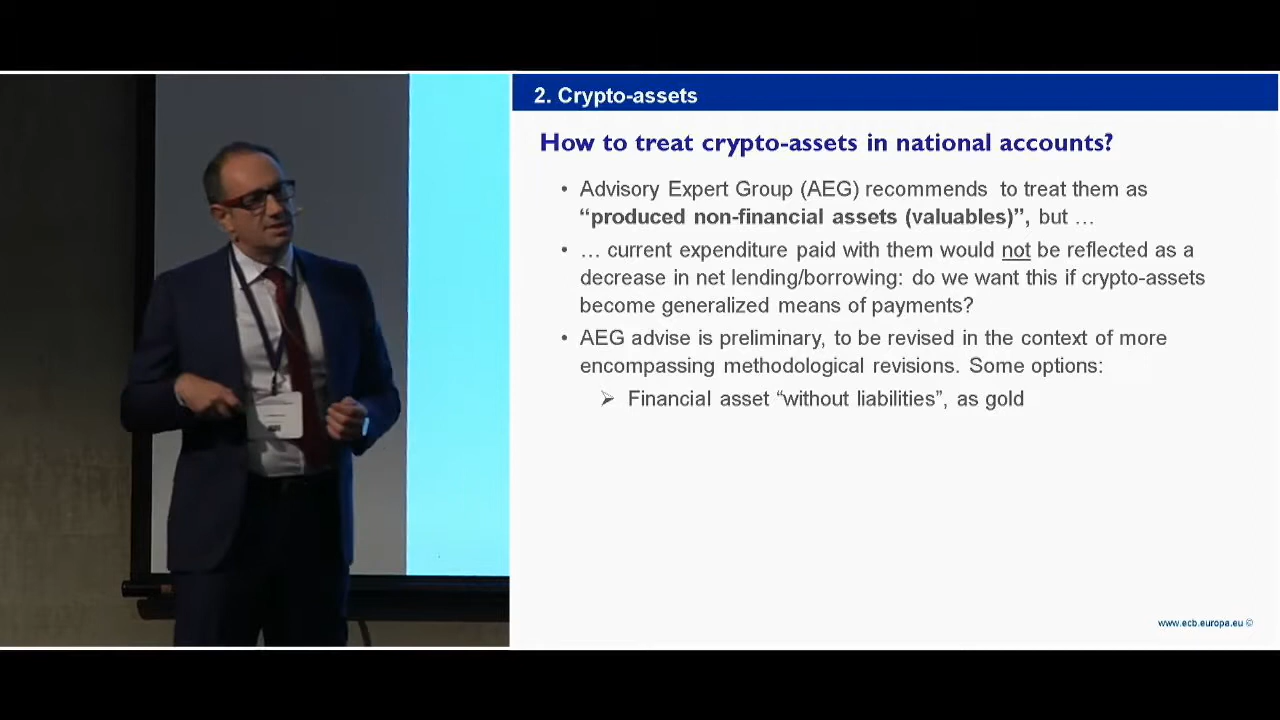 2. Crypto-assets
How to treat crypto-assets in national accounts?
• Advisory Expert Group (AEG) recommends to treat them as
“produced non-financial assets (valuables)”, but …
• … current expenditure paid with them would not be reflected as a
decrease in net lending/borrowing: do we want this if crypto-assets
become generalized means of payments?
• AEG advise is preliminary, to be revised in the context of more
encompassing methodological revisions. Some options:
➢ Financial asset “without liabilities”, as gold
www.ecb.europa.eu ©